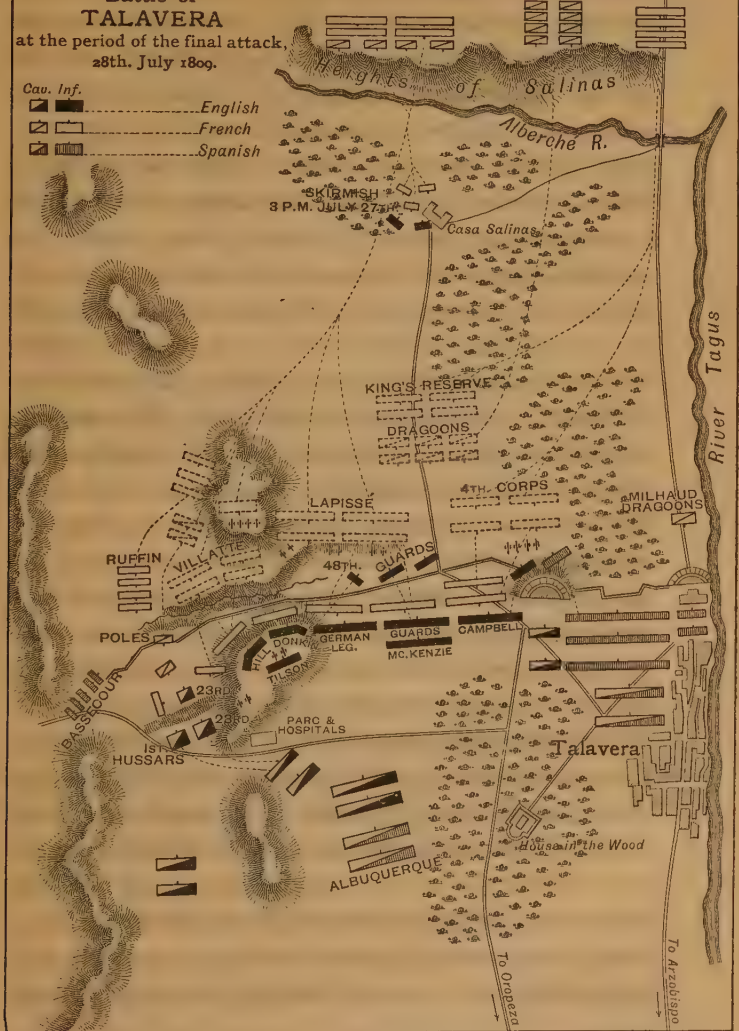 Battle of
TALAVERA
at the period of the final attack,
28th. July 1809.
Cav. Inf.
English
French
Spanish
Heights of Salinas
Alberche R.
SKIRMISH
3 P.M. JULY 27TH.
Casa Salinas
River Tagus
KING'S RESERVE
DRAGOONS
4TH. CORPS
LAPISSE
MILHAUD
DRAGOONS
RUFFIN
VILLATTE
48TH.
GUARDS
POLES
HILL
DONKIN
TILSON
GERMAN
LEG.
GUARDS
MC.KENZIE
CAMPBELL
23RD
23RD
BASSECOUR
1ST
HUSSARS
PARC &
HOSPITALS
Talavera
House in the Wood
ALBUQUERQUE
To Oropeza
To Arzobispo